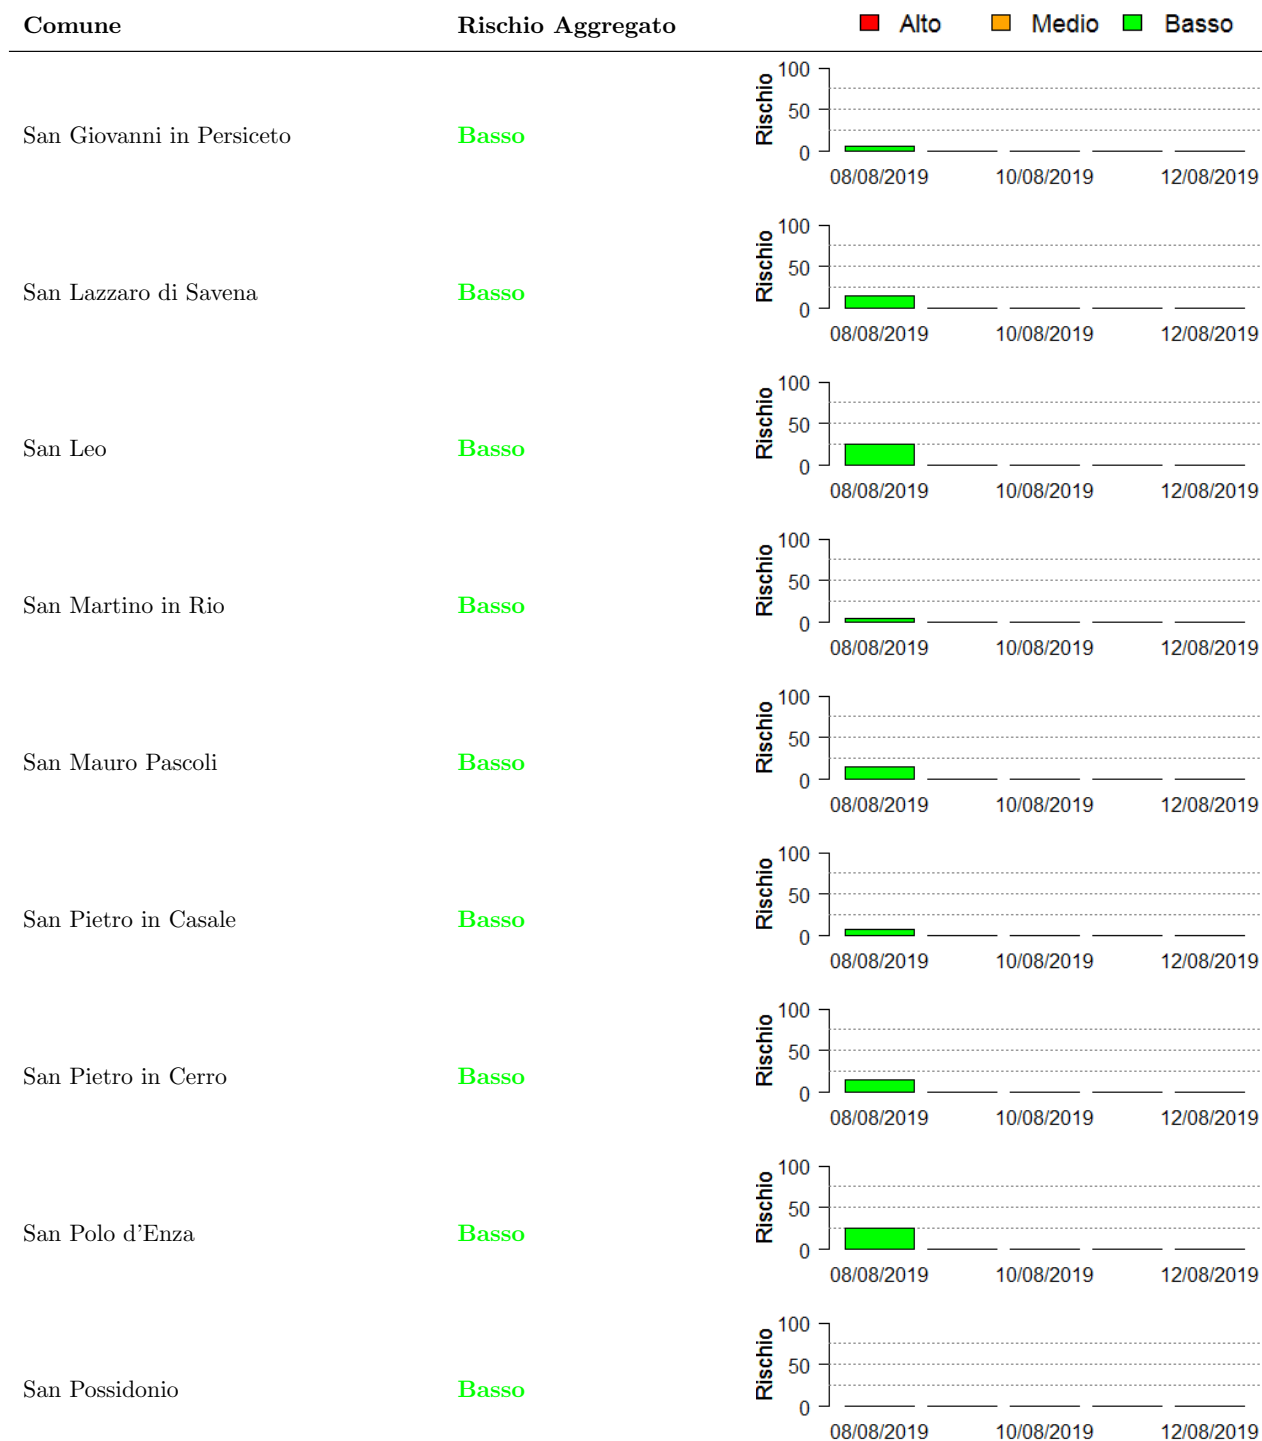 Comune Rischio Aggregato Alto Medio Basso
San Giovanni in Persiceto Basso Rischio 100 50 0
08/08/2019 10/08/2019 12/08/2019
San Lazzaro di Savena Basso Rischio 100 50 0
08/08/2019 10/08/2019 12/08/2019
San Leo Basso Rischio 100 50 0
08/08/2019 10/08/2019 12/08/2019
San Martino in Rio Basso Rischio 100 50 0
08/08/2019 10/08/2019 12/08/2019
San Mauro Pascoli Basso Rischio 100 50 0
08/08/2019 10/08/2019 12/08/2019
San Pietro in Casale Basso Rischio 100 50 0
08/08/2019 10/08/2019 12/08/2019
San Pietro in Cerro Basso Rischio 100 50 0
08/08/2019 10/08/2019 12/08/2019
San Polo d'Enza Basso Rischio 100 50 0
08/08/2019 10/08/2019 12/08/2019
San Possidonio Basso Rischio 100 50 0
08/08/2019 10/08/2019 12/08/2019